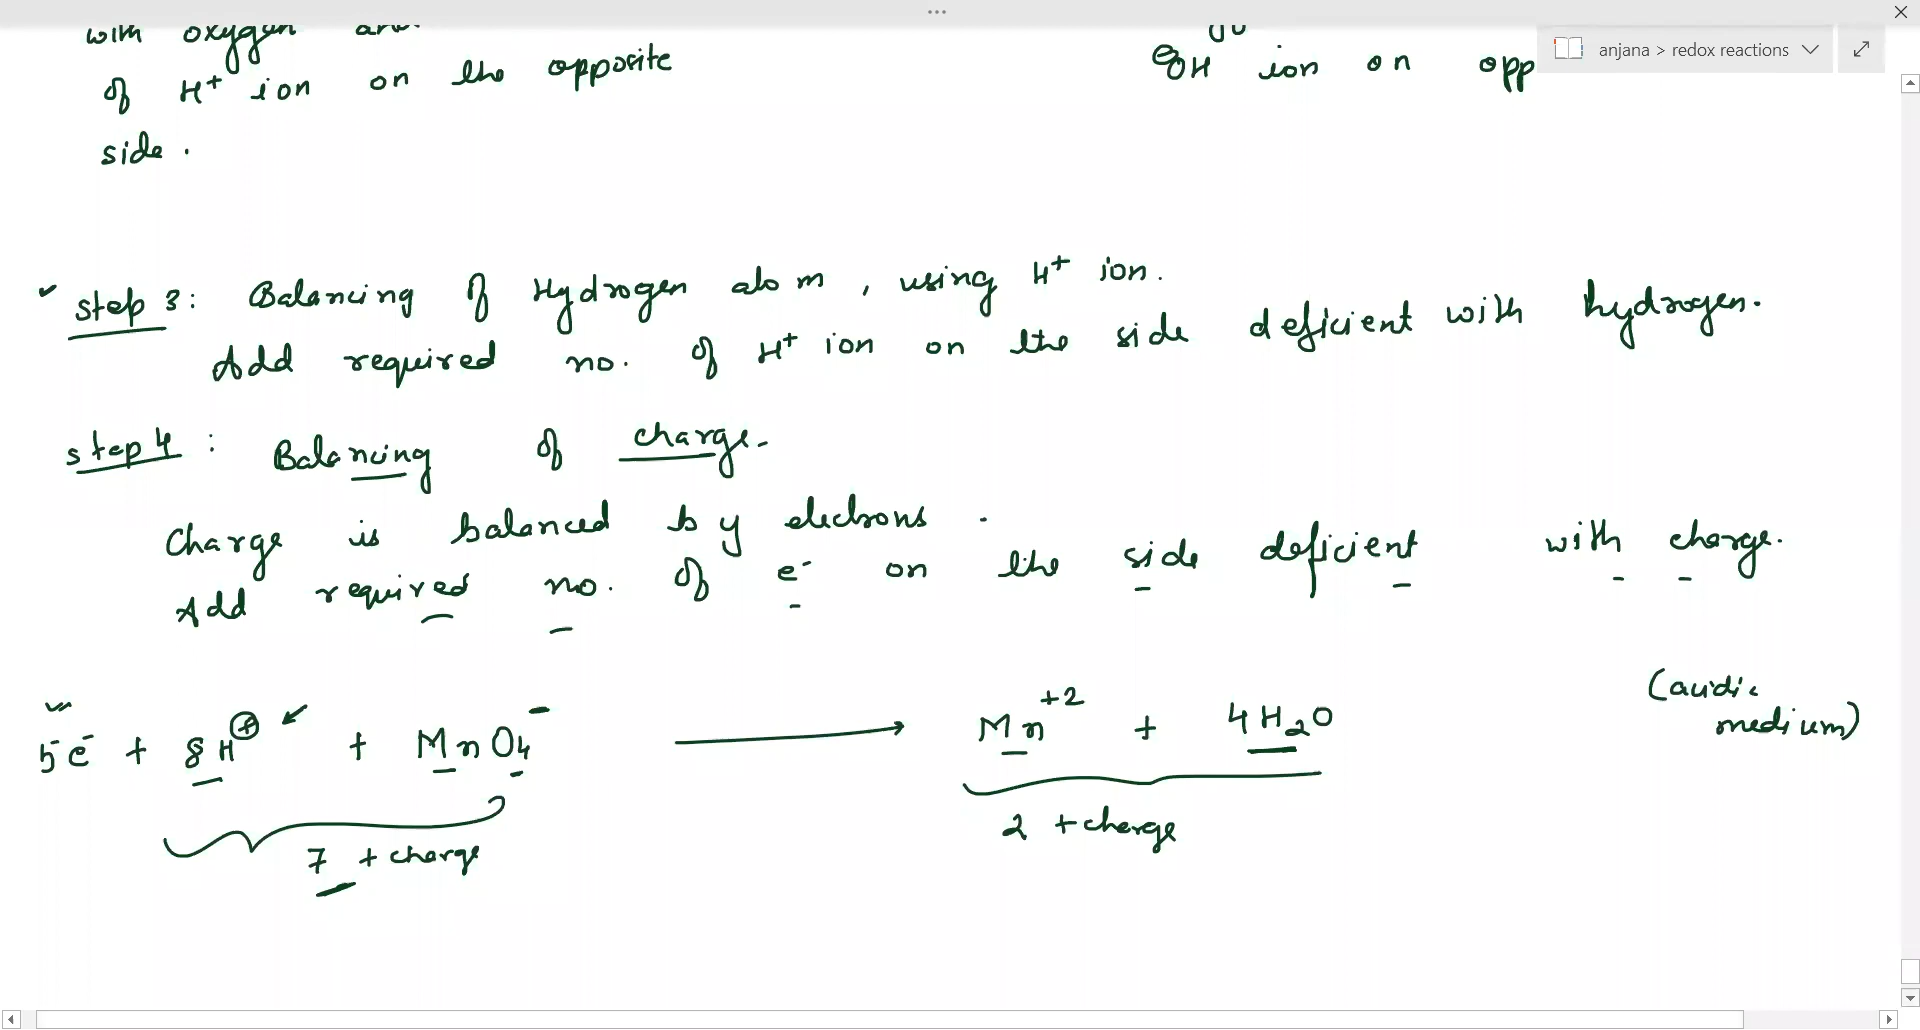 anjana > redox reactions
with oxygen and
of H⁺ ion on the opposite
side.
OH ion on opp
step 3: Balancing of Hydrogen atom, using H⁺ ion.
Add required no. of H⁺ ion on the side deficient with hydrogen.
step 4: Balancing of charge.
Charge is balanced by electrons.
Add required no. of e⁻ on the side deficient with charge.
(acidic
medium)
5e⁻ + 8H⁺ + MnO₄⁻ → Mn⁺² + 4H₂O
7 +charge
2 +charge